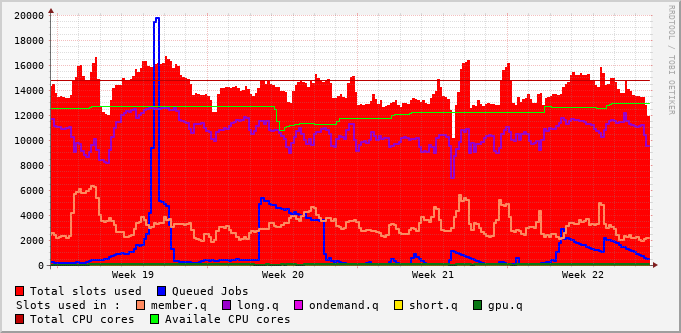 20000
18000
16000
14000
12000
10000
8000
6000
4000
2000
0
Week 19 Week 20 Week 21 Week 22
RRDTOOL / TOBI OETIKER
Total slots used Queued Jobs
Slots used in : member.q long.q ondemand.q short.q gpu.q
Total CPU cores Availale CPU cores